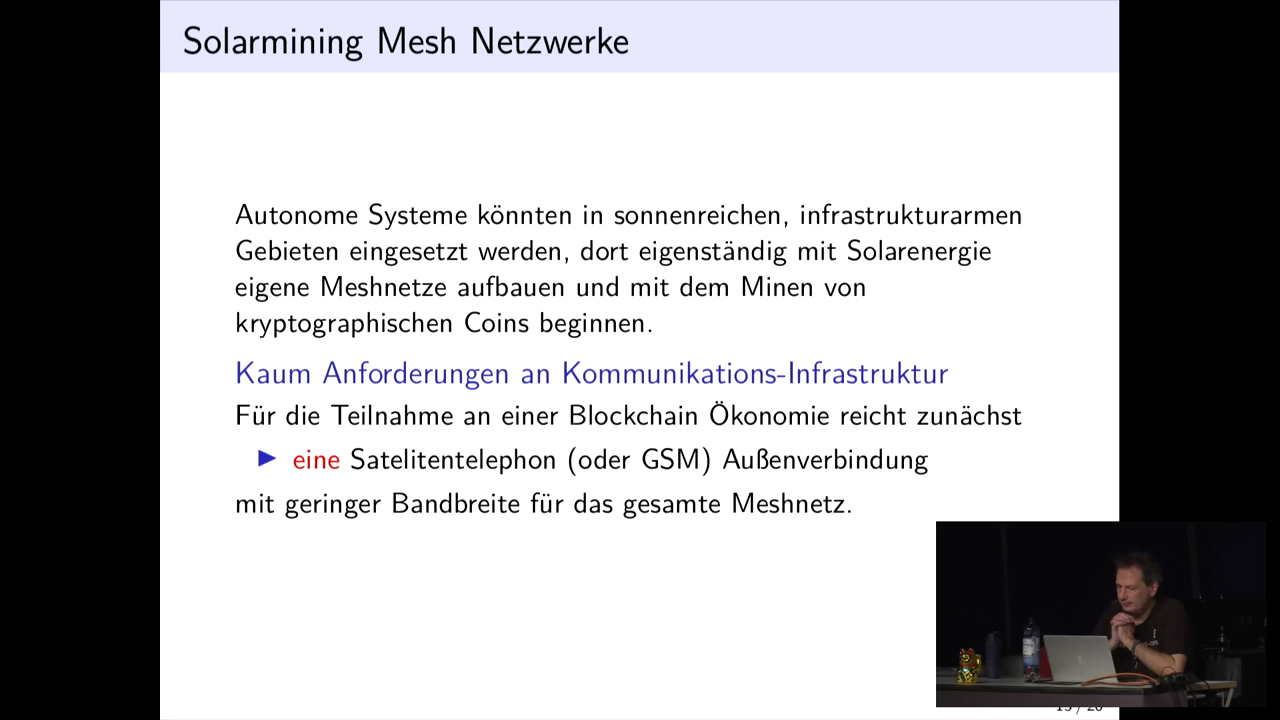 Solarmining Mesh Netzwerke
Autonome Systeme könnten in sonnenreichen, infrastrukturarmen
Gebieten eingesetzt werden, dort eigenständig mit Solarenergie
eigene Meshnetze aufbauen und mit dem Minen von
kryptographischen Coins beginnen.
Kaum Anforderungen an Kommunikations-Infrastruktur
Für die Teilnahme an einer Blockchain Ökonomie reicht zunächst
▶ eine Satelitentelephon (oder GSM) Außenverbindung
mit geringer Bandbreite für das gesamte Meshnetz.